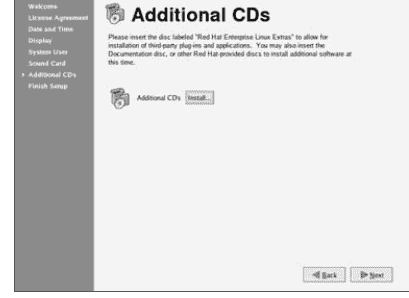 Welcome
License Agreement
Date and Time
Display
System User
Sound Card
Additional CDs
Finish Setup
Additional CDs
Please insert the disc labeled "Red Hat Enterprise Linux Extras" to allow for
installation of third-party plug-ins and applications. You may also insert the
Documentation disc, or other Red Hat-provided discs to install additional software at
this time.
Additional CDs Install...
Back Next